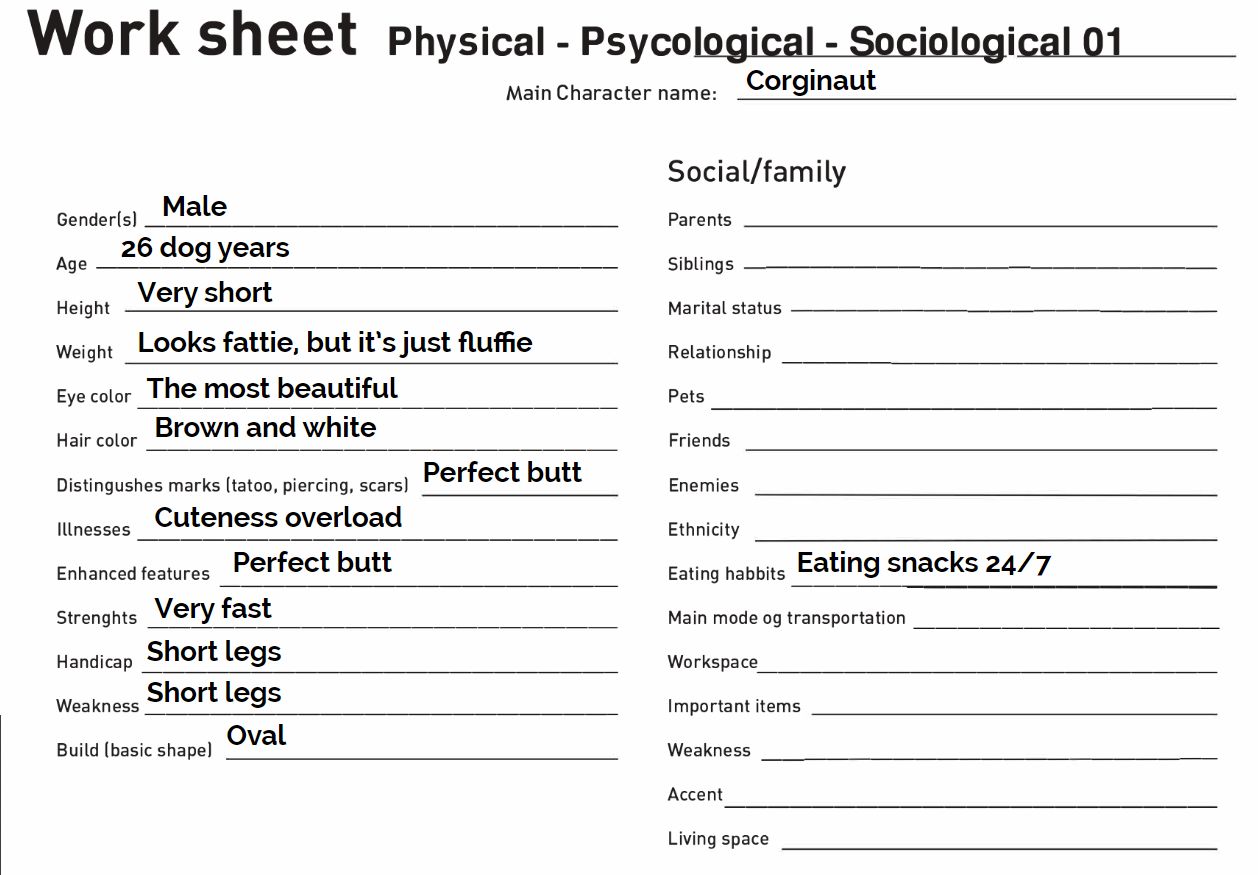 Work sheet Physical - Psycological - Sociological 01
Main Character name: Corginaut
Gender(s) Male
Age 26 dog years
Height Very short
Weight Looks fattie, but it's just fluffie
Eye color The most beautiful
Hair color Brown and white
Distingushes marks (tatoo, piercing, scars) Perfect butt
Illnesses Cuteness overload
Enhanced features Perfect butt
Strenghts Very fast
Handicap Short legs
Weakness Short legs
Build (basic shape) Oval
Social/family
Parents
Siblings
Marital status
Relationship
Pets
Friends
Enemies
Ethnicity
Eating habbits Eating snacks 24/7
Main mode og transportation
Workspace
Important items
Weakness
Accent
Living space